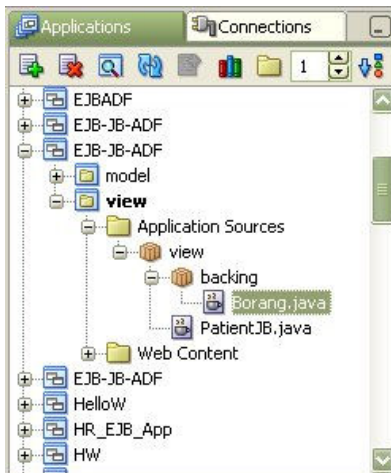 Applications Connections
1
EJBADF
EJB-JB-ADF
EJB-JB-ADF
model
view
Application Sources
view
backing
Borang.java
PatientJB.java
Web Content
EJB-JB-ADF
HelloW
HR_EJB_App
HW